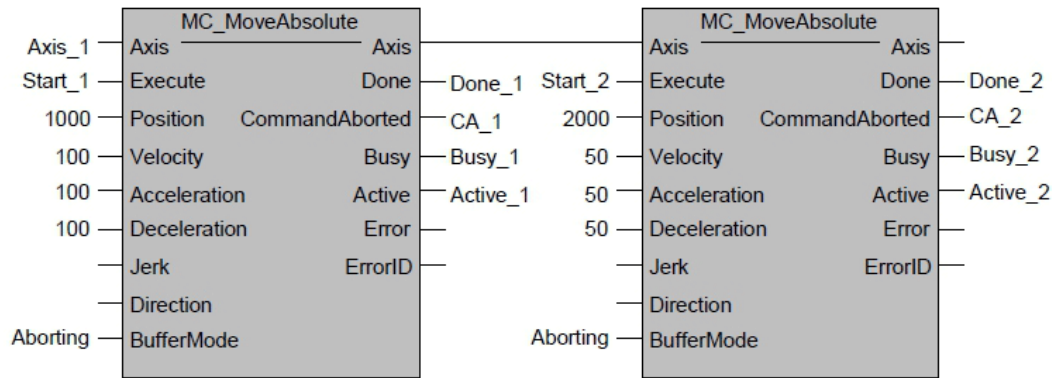 MC_MoveAbsolute MC_MoveAbsolute
Axis_1 Axis Axis Axis Axis
Start_1 Execute Done Done_1 Start_2 Execute Done Done_2
1000 Position CommandAborted CA_1 2000 Position CommandAborted CA_2
100 Velocity Busy Busy_1 50 Velocity Busy Busy_2
100 Acceleration Active Active_1 50 Acceleration Active Active_2
100 Deceleration Error 50 Deceleration Error
Jerk ErrorID Jerk ErrorID
Direction Direction
Aborting BufferMode Aborting BufferMode